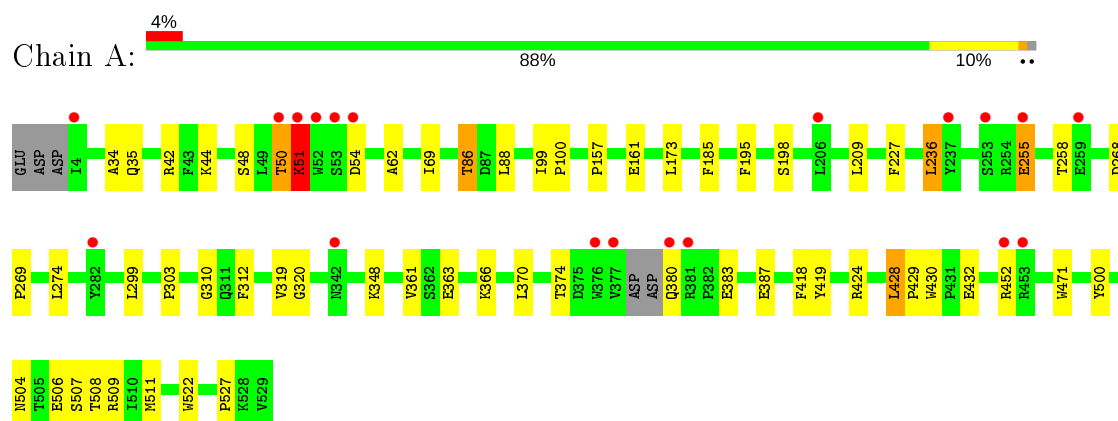 4%
Chain A:
88%
10%
••
GLU ASP ASP I4 A34 Q35 R42 F43 K44 S48 L49 T50 K51 W52 S53 D54 A62 I69 T86 D87 L88 I99 P100 P157 E161 L173 F185 F195 S198 L206 L209 F227 L236 Y237 S253 R254 E255 T258 E259 D268
P269 L274 Y282 L299 P303 G310 Q311 F312 V319 G320 N342 K348 V361 S362 E363 K366 L370 T374 D375 W376 V377 ASP ASP Q380 R381 P382 E383 E387 F418 Y419 R424 L428 P429 W430 P431 E432 R452 R453 W471 Y500
N504 T505 E506 S507 T508 R509 I510 M511 W522 P527 K528 V529